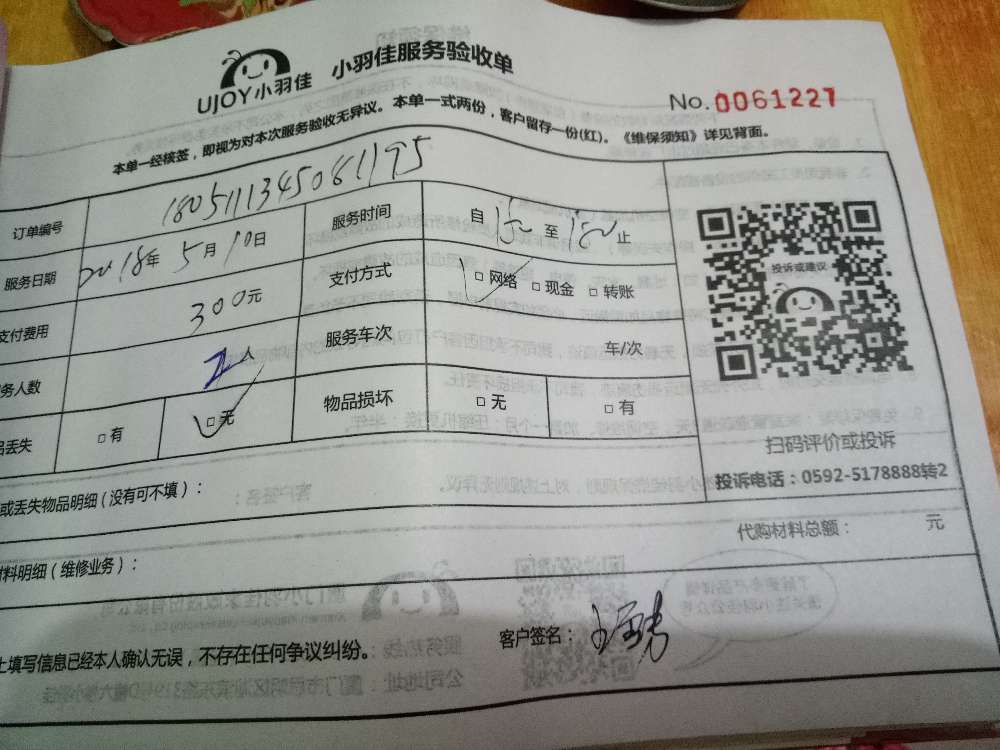 UJOY小羽佳 小羽佳服务验收单
No.0061227
本单一经核签，即视为对本次服务验收无异议。本单一式两份，客户留存一份(红)。《维保须知》详见背面。
订单编号 1805111345081195
服务日期 2018年5月10日 服务时间 自 至 止
支付费用 300元 支付方式 □网络 □现金 □转账
务人数 2人 服务车次 车/次
品丢失 □有 □无 物品损坏 □无 □有
投诉或建议
扫码评价或投诉
投诉电话：0592-5178888转2
或丢失物品明细(没有可不填)：
代购材料总额： 元
材料明细(维修业务)：
上填写信息已经本人确认无误，不存在任何争议纠纷。 客户签名：